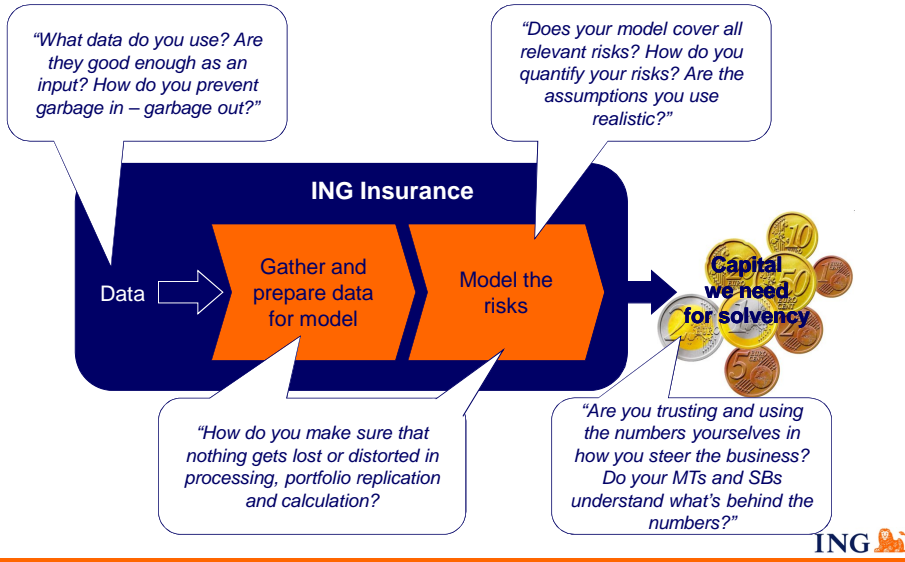 “What data do you use? Are
they good enough as an
input? How do you prevent
garbage in – garbage out?”
“Does your model cover all
relevant risks? How do you
quantify your risks? Are the
assumptions you use
realistic?”
ING Insurance
Data
Gather and
prepare data
for model
Model the
risks
Capital
we need
for solvency
10
50
2
5
“How do you make sure that
nothing gets lost or distorted in
processing, portfolio replication
and calculation?
“Are you trusting and using
the numbers yourselves in
how you steer the business?
Do your MTs and SBs
understand what’s behind the
numbers?”
ING